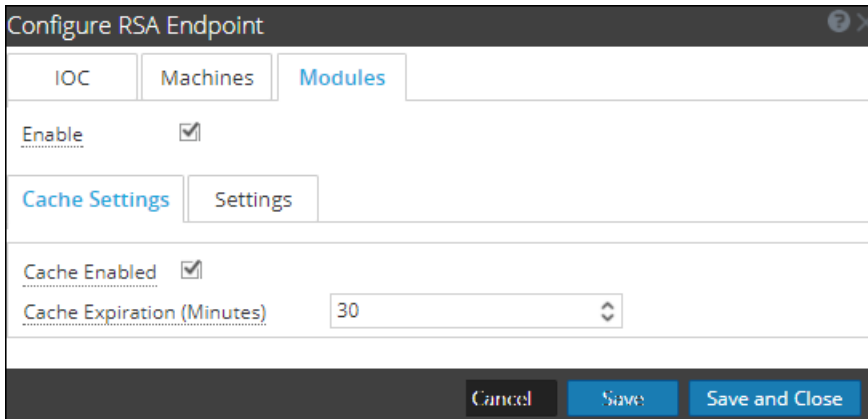 Configure RSA Endpoint
IOC Machines Modules
Enable
Cache Settings Settings
Cache Enabled
Cache Expiration (Minutes) 30
Cancel Save Save and Close